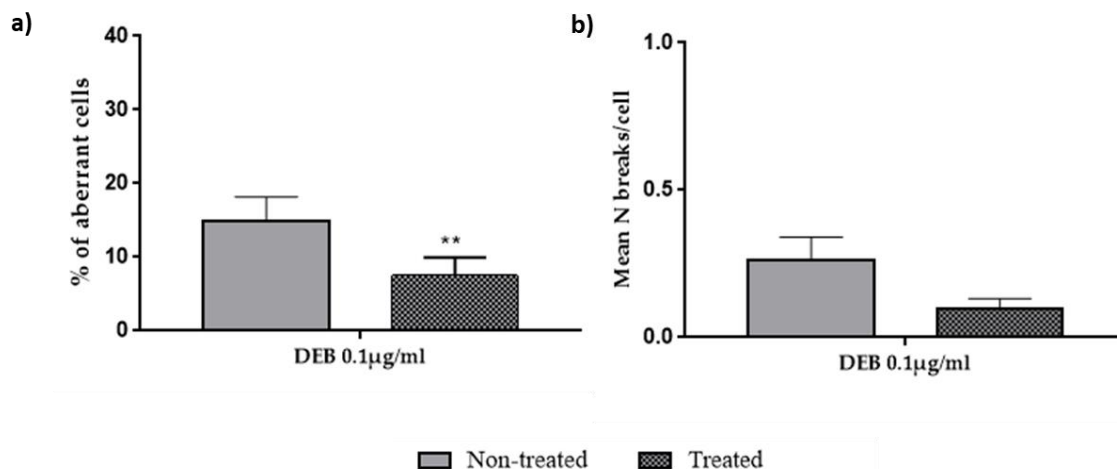 a)
% of aberrant cells
40
30
20
10
0
**
DEB 0.1µg/ml
b)
Mean N breaks/cell
1.0
0.5
0.0
DEB 0.1µg/ml
Non-treated
Treated